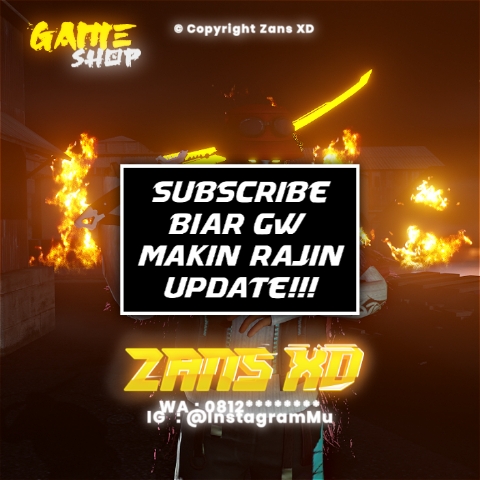 GAME
SHOP
© Copyright Zans XD
SUBSCRIBE
BIAR GW
MAKIN RAJIN
UPDATE!!!
ZANS XD
WA : 0812********
IG : @InstagramMu